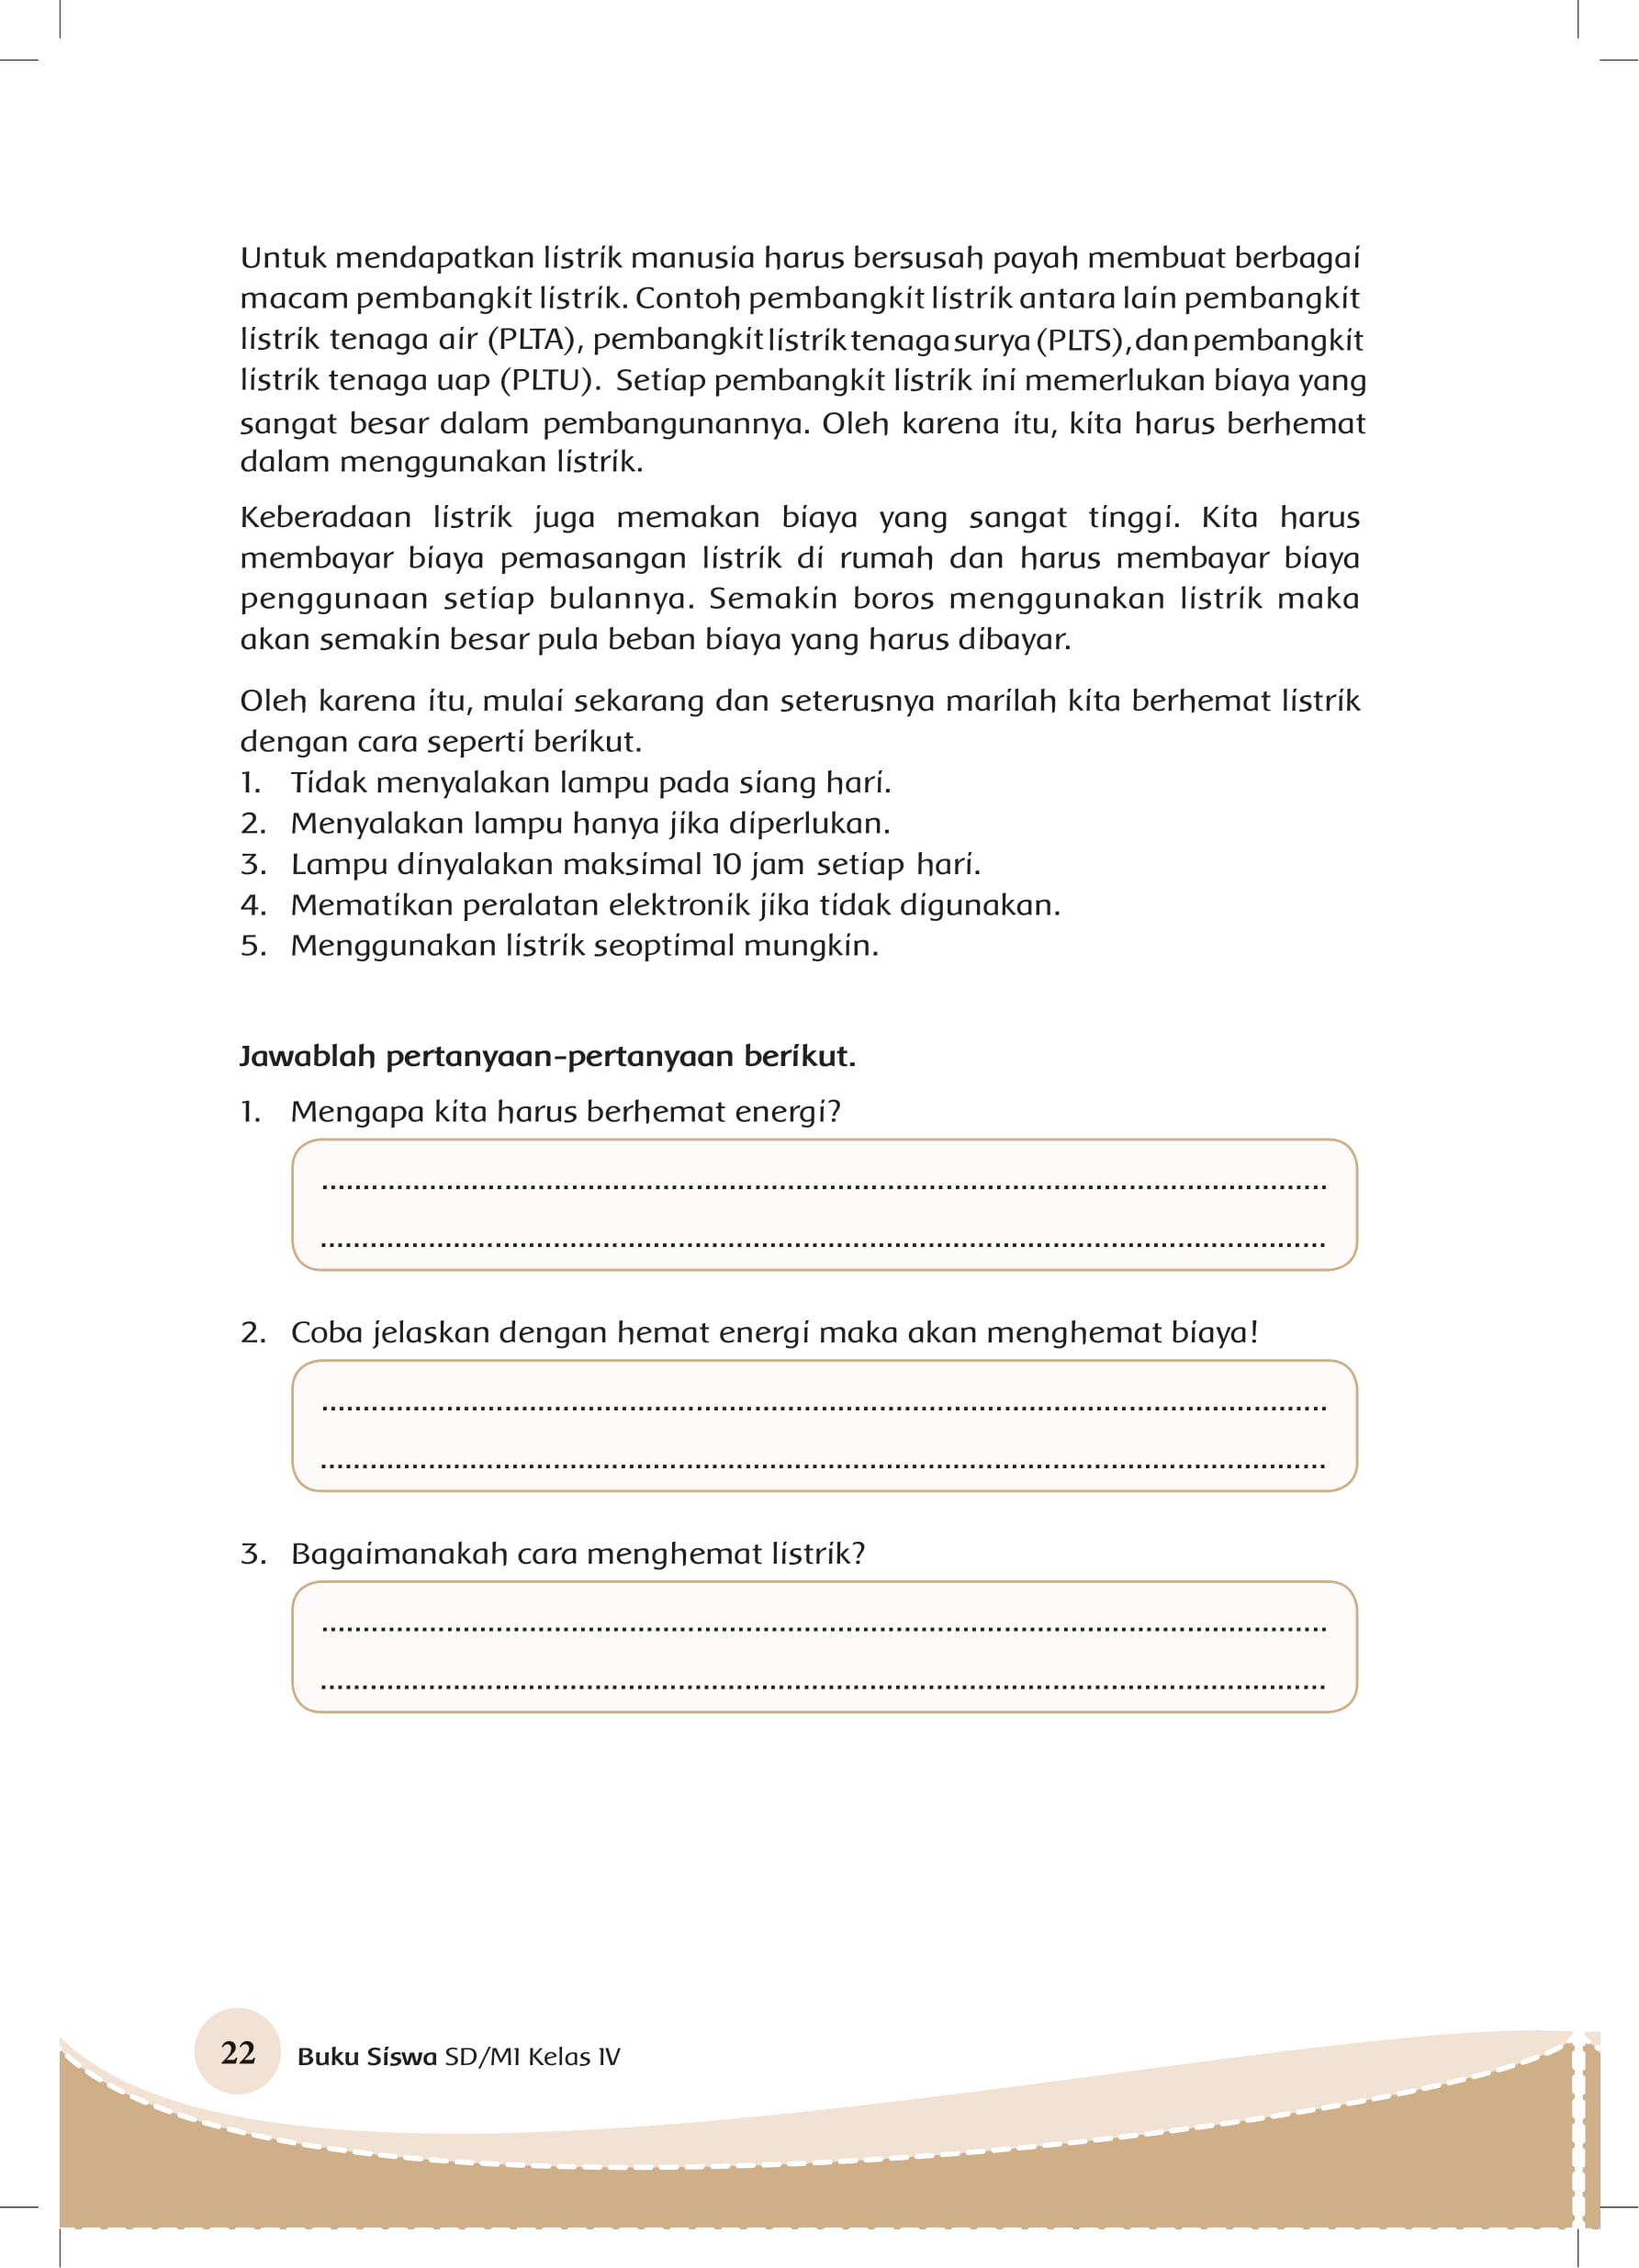 Untuk mendapatkan listrik manusia harus bersusah payah membuat berbagai
macam pembangkit listrik. Contoh pembangkit listrik antara lain pembangkit
listrik tenaga air (PLTA), pembangkit listrik tenaga surya (PLTS), dan pembangkit
listrik tenaga uap (PLTU). Setiap pembangkit listrik ini memerlukan biaya yang
sangat besar dalam pembangunannya. Oleh karena itu, kita harus berhemat
dalam menggunakan listrik.
Keberadaan listrik juga memakan biaya yang sangat tinggi. Kita harus
membayar biaya pemasangan listrik di rumah dan harus membayar biaya
penggunaan setiap bulannya. Semakin boros menggunakan listrik maka
akan semakin besar pula beban biaya yang harus dibayar.
Oleh karena itu, mulai sekarang dan seterusnya marilah kita berhemat listrik
dengan cara seperti berikut.
1. Tidak menyalakan lampu pada siang hari.
2. Menyalakan lampu hanya jika diperlukan.
3. Lampu dinyalakan maksimal 10 jam setiap hari.
4. Mematikan peralatan elektronik jika tidak digunakan.
5. Menggunakan listrik seoptimal mungkin.
Jawablah pertanyaan-pertanyaan berikut.
1. Mengapa kita harus berhemat energi?
2. Coba jelaskan dengan hemat energi maka akan menghemat biaya!
3. Bagaimanakah cara menghemat listrik?
22 Buku Siswa SD/MI Kelas IV